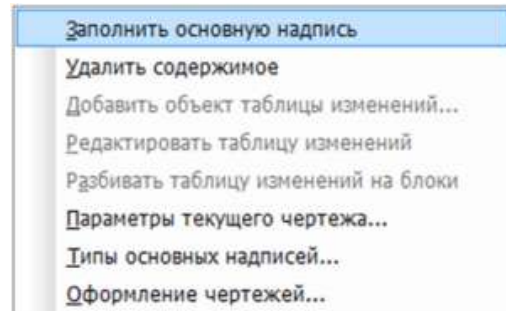 Заполнить основную надпись
Удалить содержимое
Добавить объект таблицы изменений...
Редактировать таблицу изменений
Разбивать таблицу изменений на блоки
Параметры текущего чертежа...
Типы основных надписей...
Оформление чертежей...